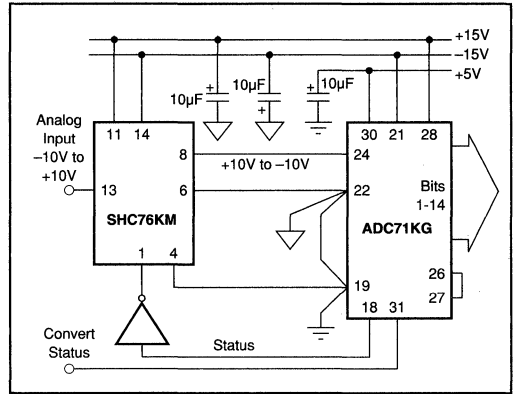 +15V
–15V
+5V
10µF
+
10µF
+
10µF
+
Analog
Input
–10V to
+10V
11
14
13
8
6
SHC76KM
1
4
+10V to –10V
30
21
28
24
22
Bits
1-14
ADC71KG
19
26
27
18
31
Convert
Status
Status